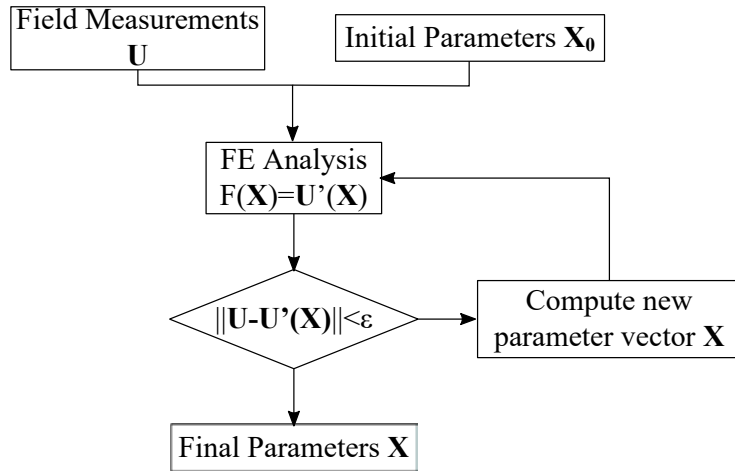 Field Measurements
U
Initial Parameters X₀
FE Analysis
F(X)=U’(X)
||U-U’(X)||<ε
Compute new
parameter vector X
Final Parameters X